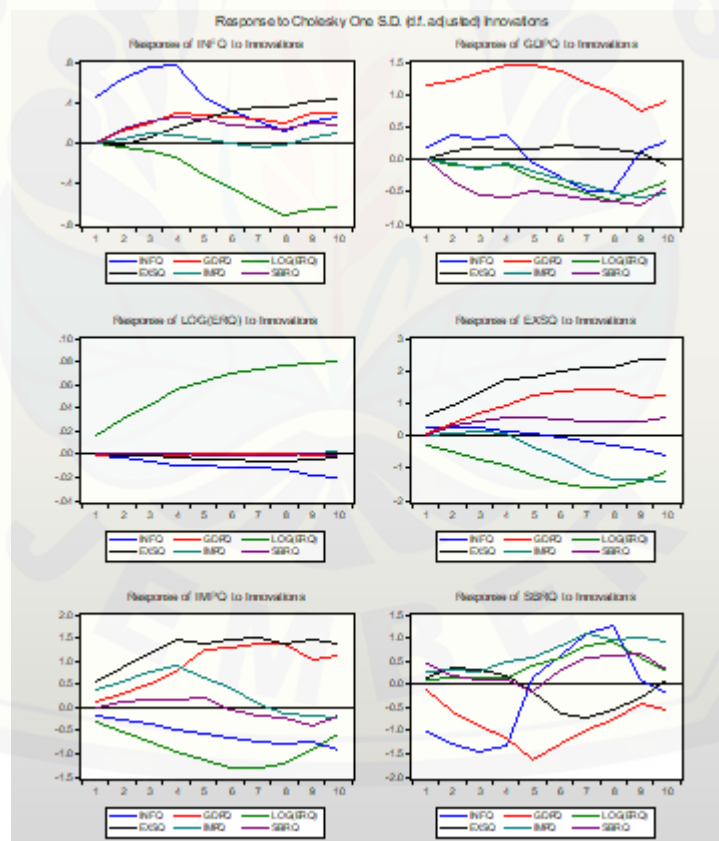 Response to Cholesky One S.D. (d.f. adjusted) Innovations
Response of INFQ to Innovations
.8
.4
.0
-.4
-.8
1 2 3 4 5 6 7 8 9 10
INFQ GDPQ LOG(ERQ)
EXSQ IMPQ SBRQ
Response of GDPQ to Innovations
1.5
1.0
0.5
0.0
-0.5
-1.0
1 2 3 4 5 6 7 8 9 10
INFQ GDPQ LOG(ERQ)
EXSQ IMPQ SBRQ
Response of LOG(ERQ) to Innovations
.10
.08
.06
.04
.02
.00
-.02
-.04
1 2 3 4 5 6 7 8 9 10
INFQ GDPQ LOG(ERQ)
EXSQ IMPQ SBRQ
Response of EXSQ to Innovations
3
2
1
0
-1
-2
1 2 3 4 5 6 7 8 9 10
INFQ GDPQ LOG(ERQ)
EXSQ IMPQ SBRQ
Response of IMPQ to Innovations
2.0
1.5
1.0
0.5
0.0
-0.5
-1.0
-1.5
1 2 3 4 5 6 7 8 9 10
INFQ GDPQ LOG(ERQ)
EXSQ IMPQ SBRQ
Response of SBRQ to Innovations
1.5
1.0
0.5
0.0
-0.5
-1.0
-1.5
-2.0
1 2 3 4 5 6 7 8 9 10
INFQ GDPQ LOG(ERQ)
EXSQ IMPQ SBRQ
JEMBER